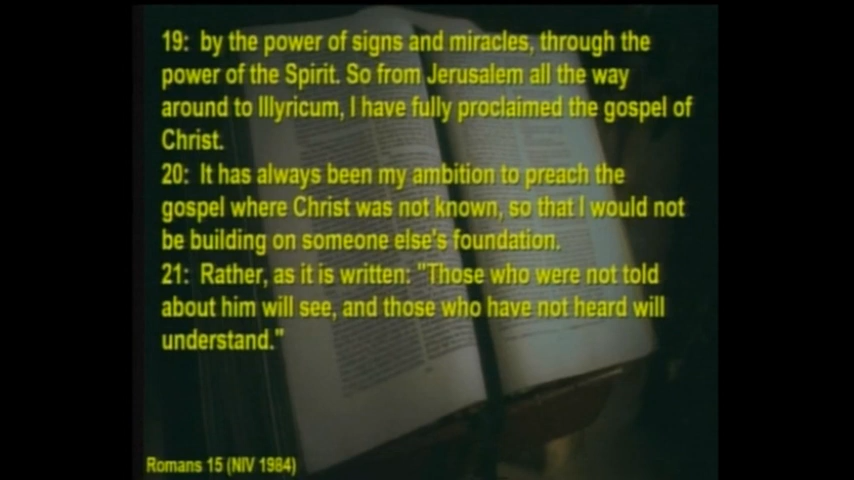 19: by the power of signs and miracles, through the
power of the Spirit. So from Jerusalem all the way
around to Illyricum, I have fully proclaimed the gospel of
Christ.
20: It has always been my ambition to preach the
gospel where Christ was not known, so that I would not
be building on someone else's foundation.
21: Rather, as it is written: "Those who were not told
about him will see, and those who have not heard will
understand."
Romans 15 (NIV 1984)